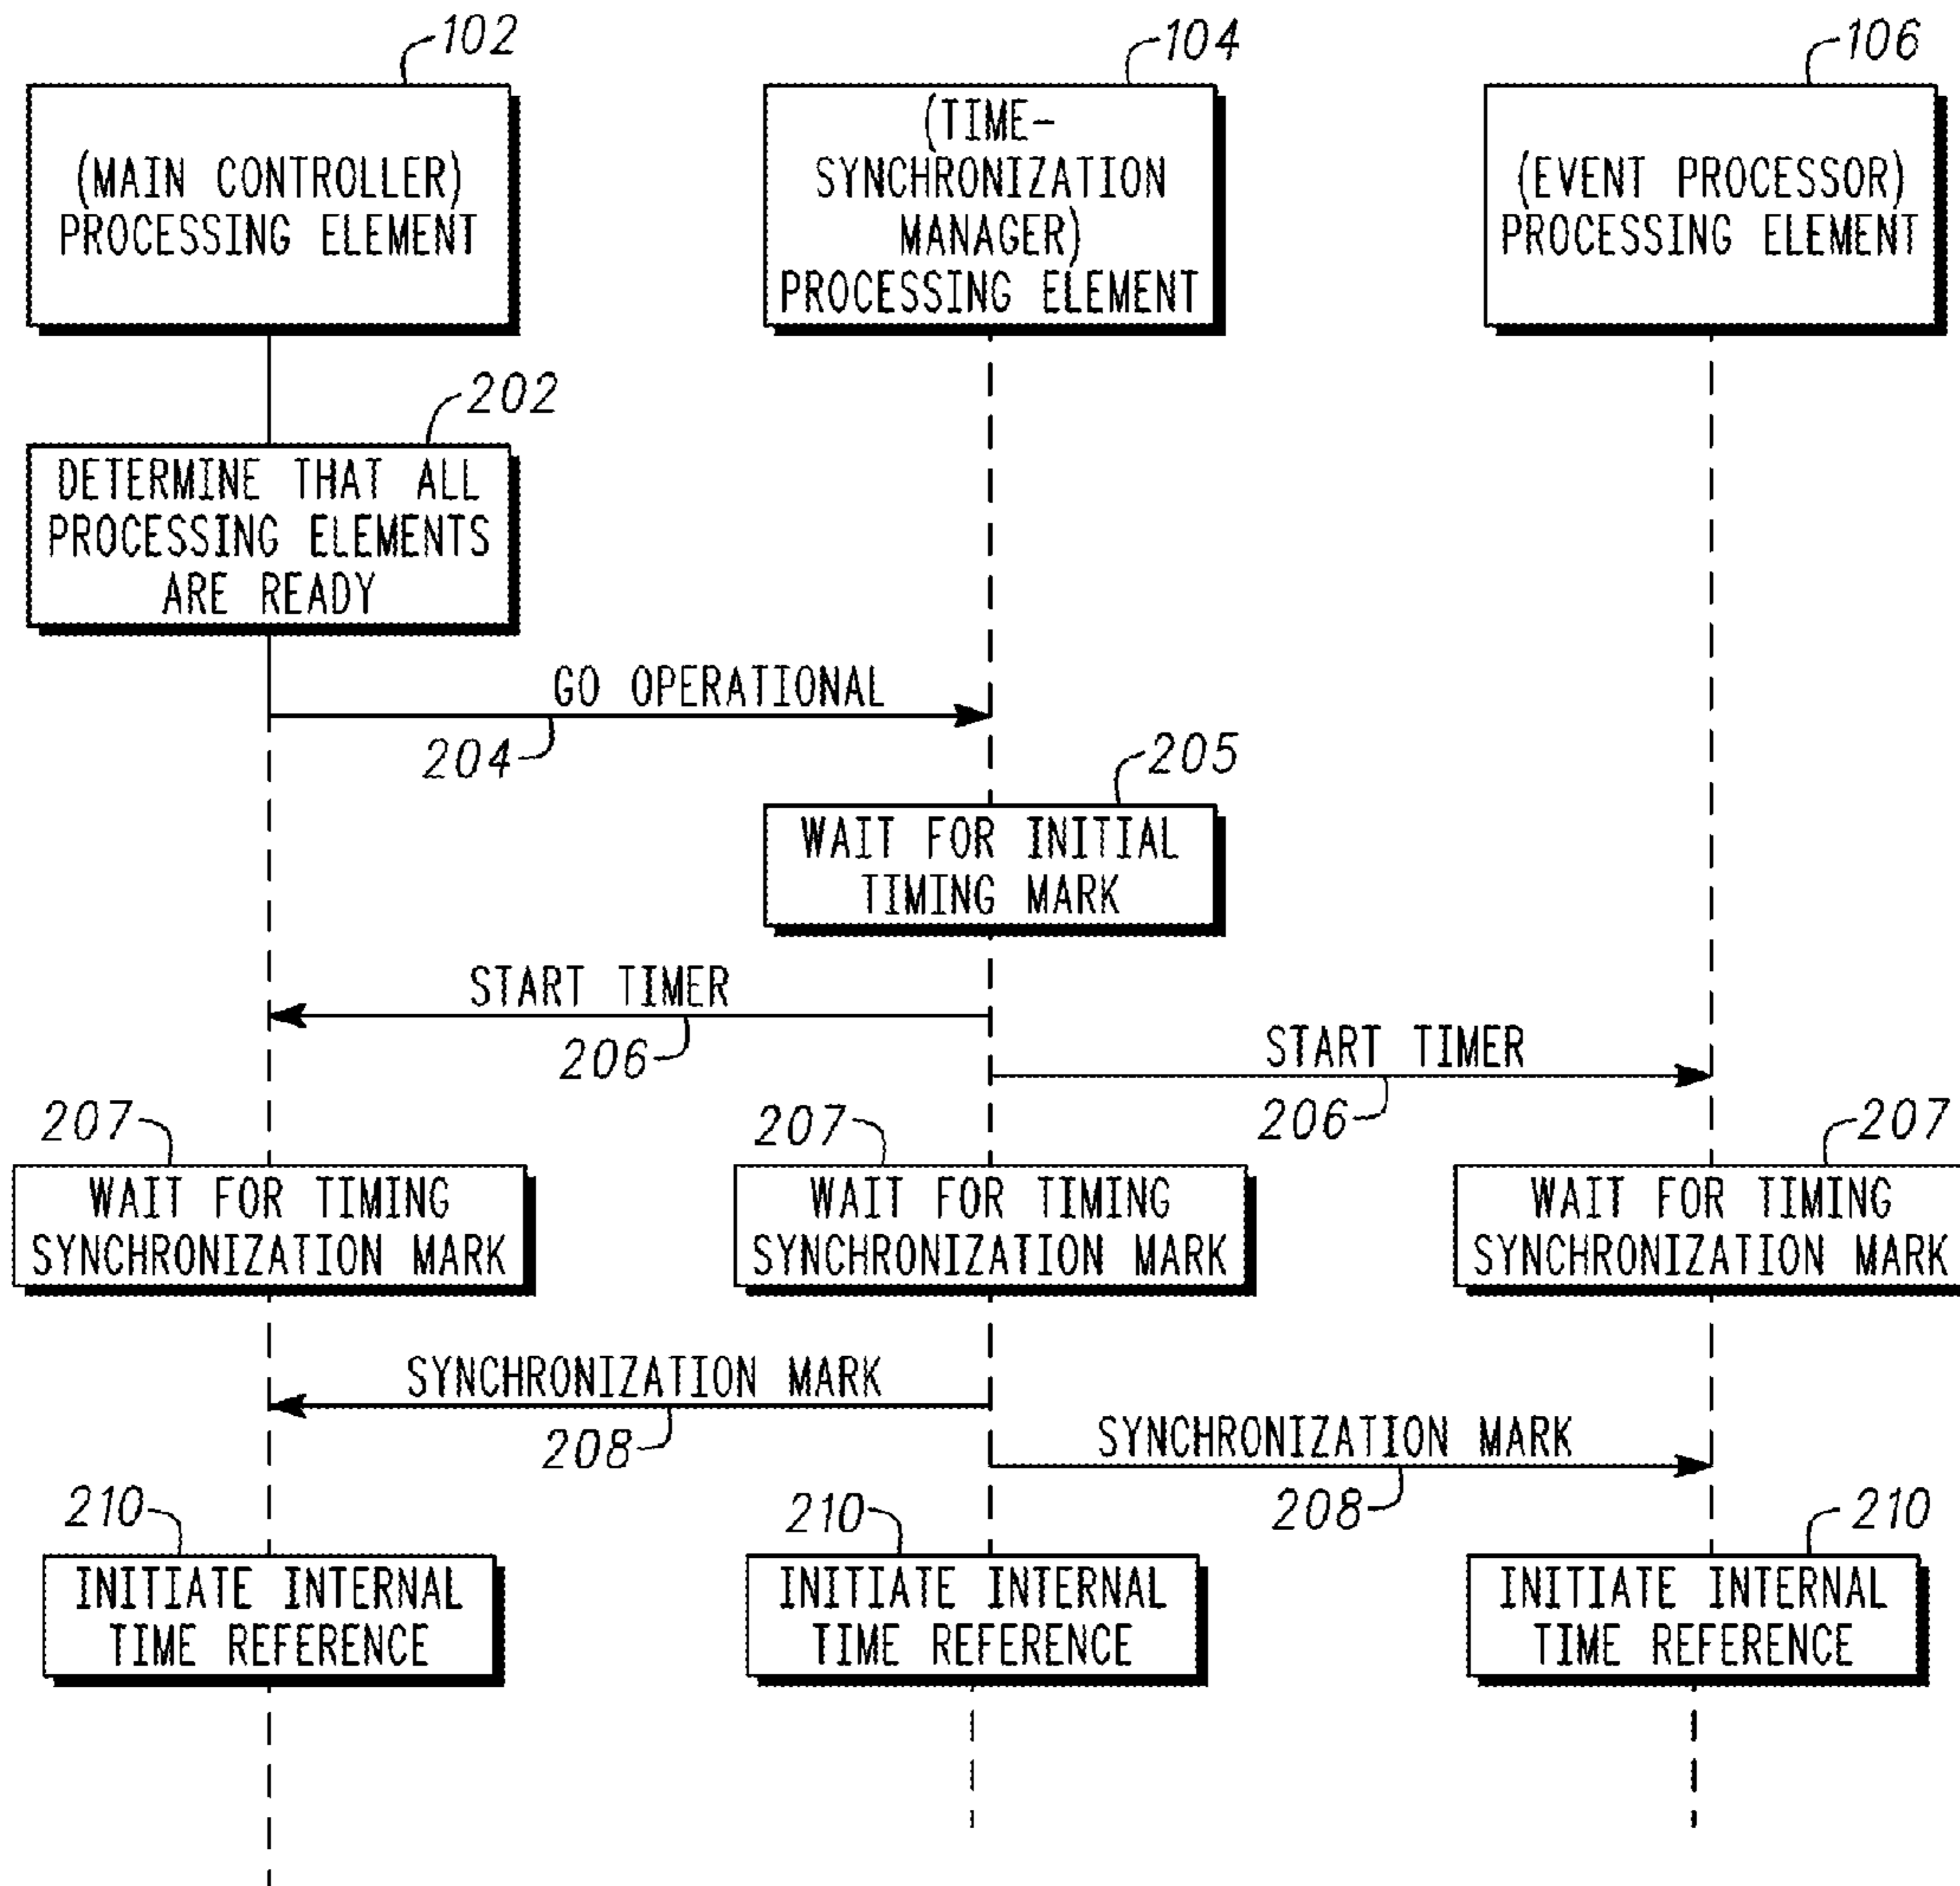 102
104
106
(MAIN CONTROLLER)
PROCESSING ELEMENT
(TIME-
SYNCHRONIZATION
MANAGER)
PROCESSING ELEMENT
(EVENT PROCESSOR)
PROCESSING ELEMENT
202
DETERMINE THAT ALL
PROCESSING ELEMENTS
ARE READY
GO OPERATIONAL
204
205
WAIT FOR INITIAL
TIMING MARK
START TIMER
206
START TIMER
206
207
207
207
WAIT FOR TIMING
SYNCHRONIZATION MARK
WAIT FOR TIMING
SYNCHRONIZATION MARK
WAIT FOR TIMING
SYNCHRONIZATION MARK
SYNCHRONIZATION MARK
208
SYNCHRONIZATION MARK
208
210
210
210
INITIATE INTERNAL
TIME REFERENCE
INITIATE INTERNAL
TIME REFERENCE
INITIATE INTERNAL
TIME REFERENCE